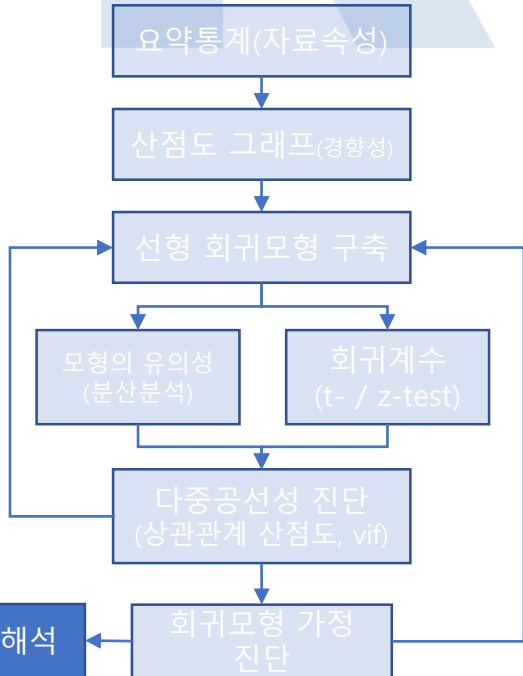 요약통계(자료속성)
산점도 그래프(경향성)
선형 회귀모형 구축
모형의 유의성
(분산분석)
회귀계수
(t- / z-test)
다중공선성 진단
(상관관계 산점도, vif)
회귀모형 가정
진단
해석